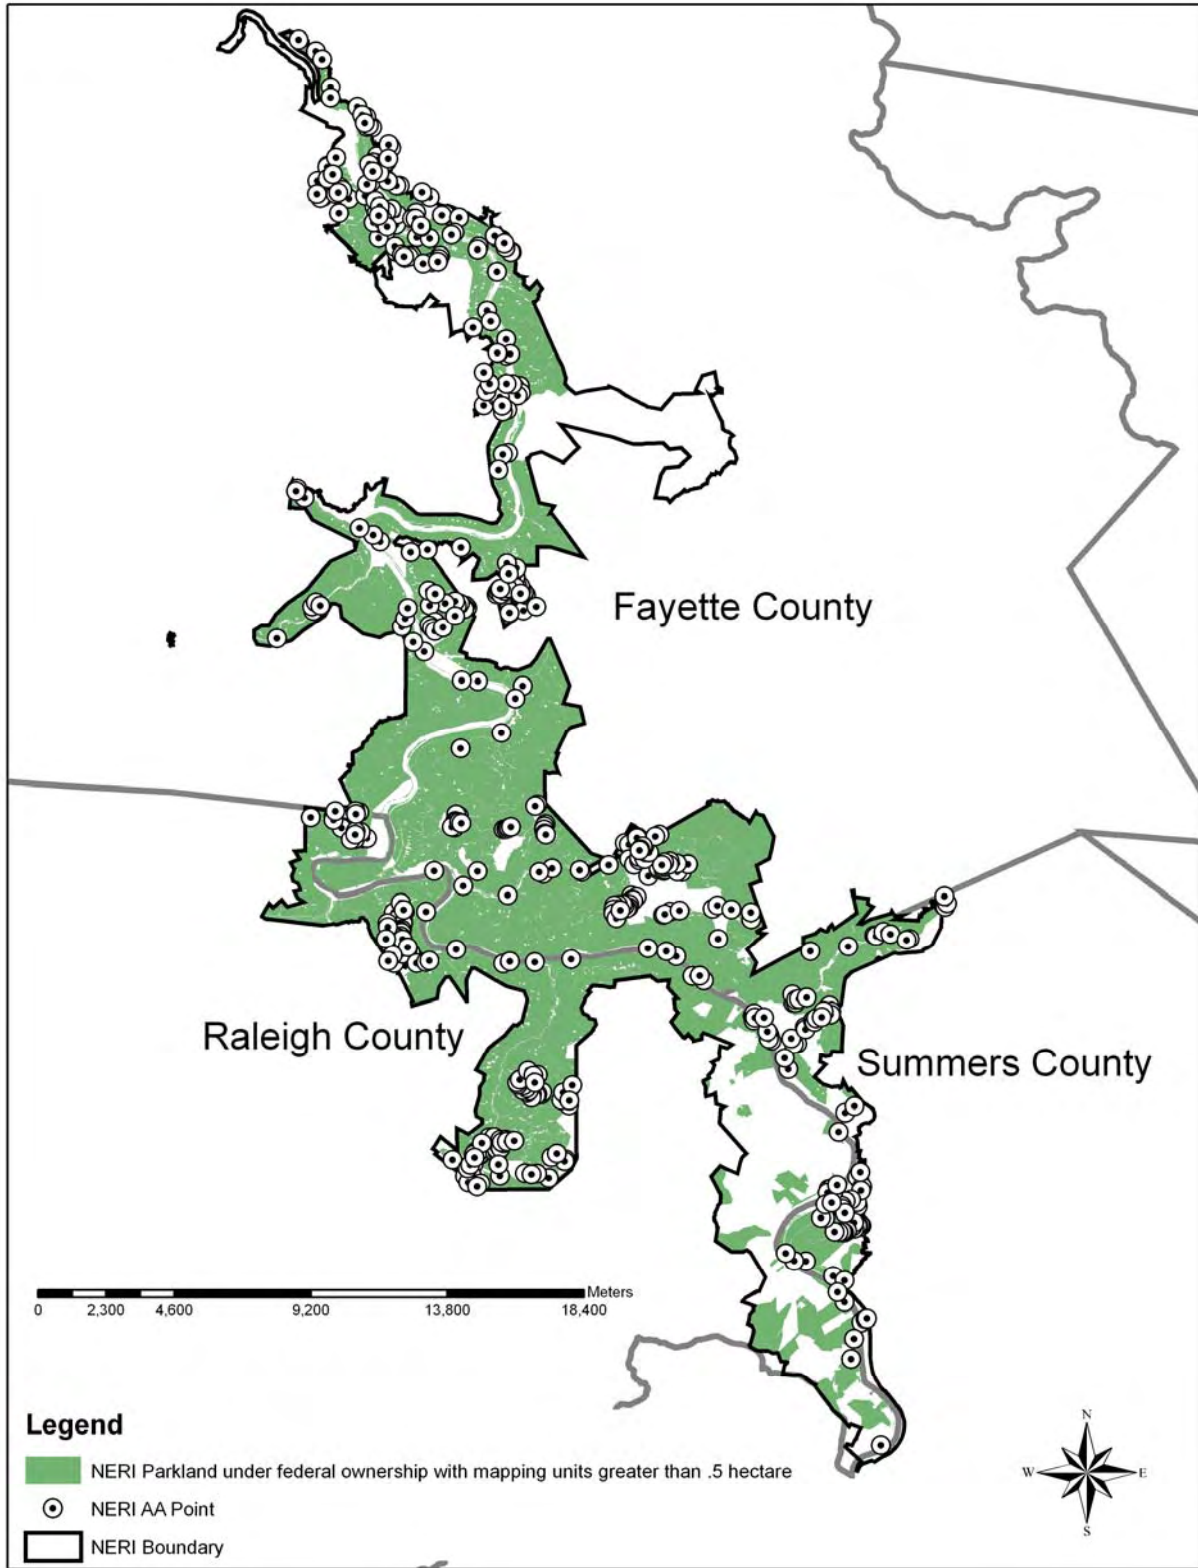 Fayette County
Raleigh County
Summers County
Meters
0 2,300 4,600 9,200 13,800 18,400
Legend
NERI Parkland under federal ownership with mapping units greater than .5 hectare
NERI AA Point
NERI Boundary
N
W E
S